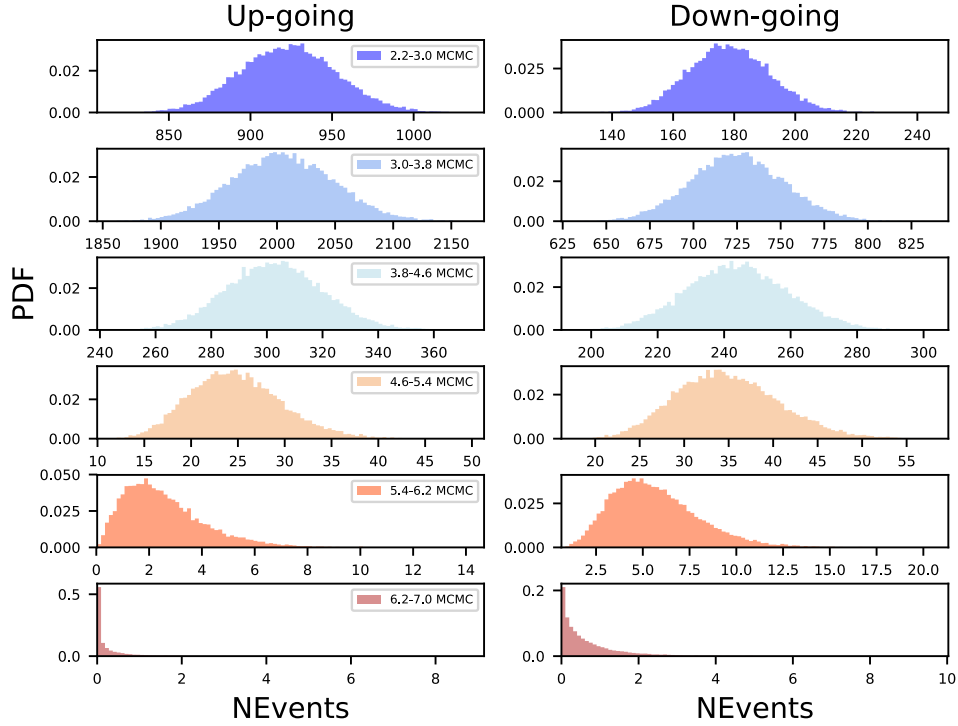 Up-going Down-going
2.2–3.0 MCMC
0.02 0.025
0.00 0.000
850 900 950 1000 140 160 180 200 220 240
3.0–3.8 MCMC
0.02 0.02
0.00 0.00
1850 1900 1950 2000 2050 2100 2150 625 650 675 700 725 750 775 800 825
3.8–4.6 MCMC
PDF
0.02 0.02
0.00 0.00
240 260 280 300 320 340 360 200 220 240 260 280 300
4.6–5.4 MCMC
0.02 0.02
0.00 0.00
10 15 20 25 30 35 40 45 50 20 25 30 35 40 45 50 55
0.050
5.4–6.2 MCMC
0.025 0.025
0.000 0.000
0 2 4 6 8 10 12 14 2.5 5.0 7.5 10.0 12.5 15.0 17.5 20.0
6.2–7.0 MCMC
0.5 0.2
0.0 0.0
0 2 4 6 8 0 2 4 6 8 10
NEvents NEvents